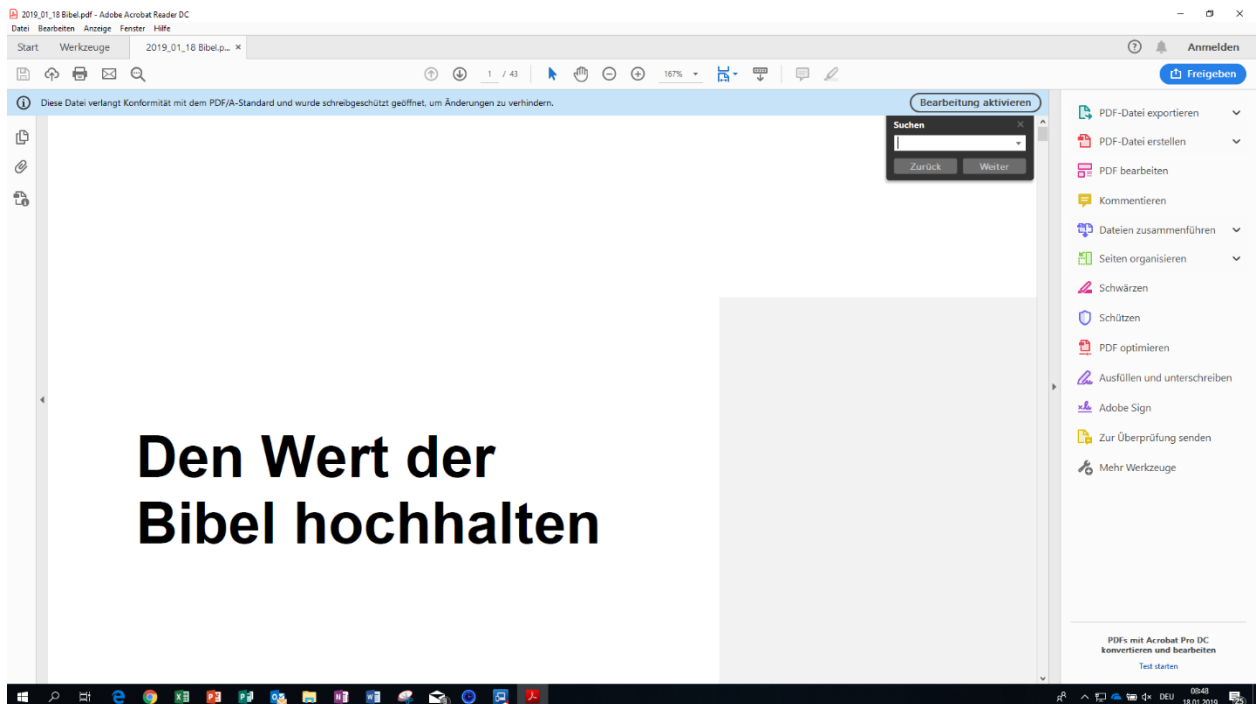 2019_01_18 Bibel.pdf - Adobe Acrobat Reader DC
Datei Bearbeiten Anzeige Fenster Hilfe
Start Werkzeuge 2019_01_18 Bibel.p... × Anmelden
1 / 43 167% Freigeben
Diese Datei verlangt Konformität mit dem PDF/A-Standard und wurde schreibgeschützt geöffnet, um Änderungen zu verhindern. Bearbeitung aktivieren
Suchen
Zurück Weiter
PDF-Datei exportieren
PDF-Datei erstellen
PDF bearbeiten
Kommentieren
Dateien zusammenführen
Seiten organisieren
Schwärzen
Schützen
PDF optimieren
Ausfüllen und unterschreiben
Adobe Sign
Zur Überprüfung senden
Mehr Werkzeuge
Den Wert der
Bibel hochhalten
PDFs mit Acrobat Pro DC
konvertieren und bearbeiten
Test starten
DEU 08:48
18.01.2019 25